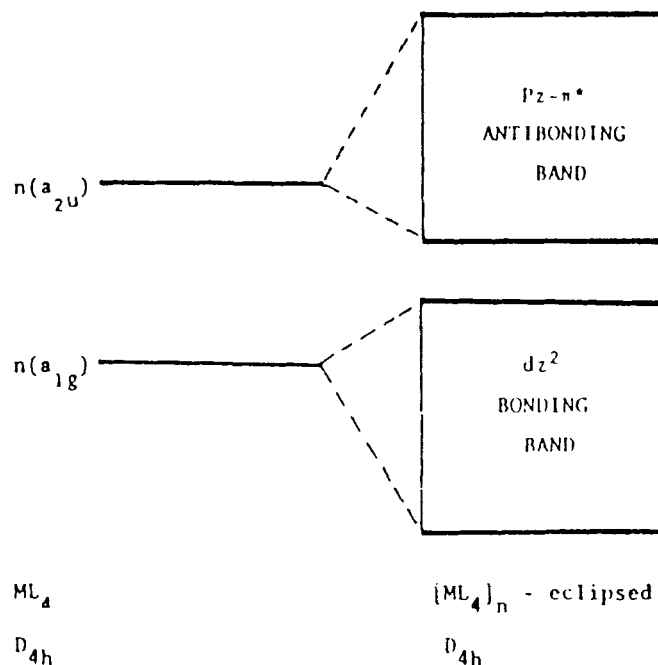 Pz-π*
ANTIBONDING
BAND
n(a₂u)
n(a₁g)
dz²
BONDING
BAND
ML₄
[ML₄]ₙ - eclipsed
D₄h
D₄h